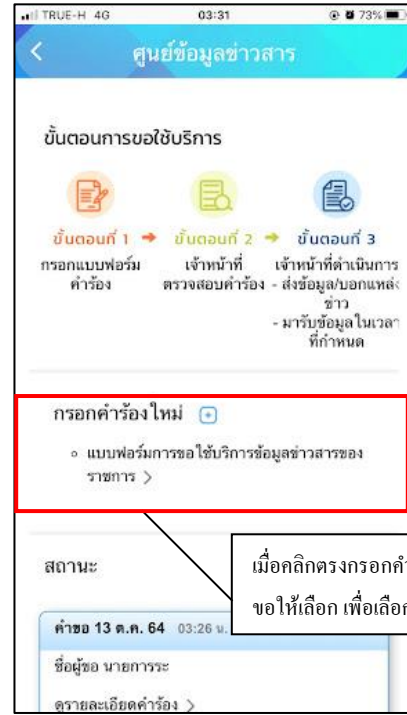 TRUE-H 4G 03:31 73%
ศูนย์ข้อมูลข่าวสาร
ขั้นตอนการขอใช้บริการ
ขั้นตอนที่ 1 ขั้นตอนที่ 2 ขั้นตอนที่ 3
กรอกแบบฟอร์ม เจ้าหน้าที่ เจ้าหน้าที่ดำเนินการ
คำร้อง ตรวจสอบคำร้อง - ส่งข้อมูล/บอกแหล่ง
ข่าว
- มารับข้อมูลในเวลา
ที่กำหนด
กรอกคำร้องใหม่
แบบฟอร์มการขอใช้บริการข้อมูลข่าวสารของ
ราชการ >
สถานะ
เมื่อคลิกตรงกรอกคำ
ขอให้เลือก เพื่อเลือก
คำขอ 13 ต.ค. 64 03:26 น.
ชื่อผู้ขอ นายการระ
ดูรายละเอียดคำร้อง >